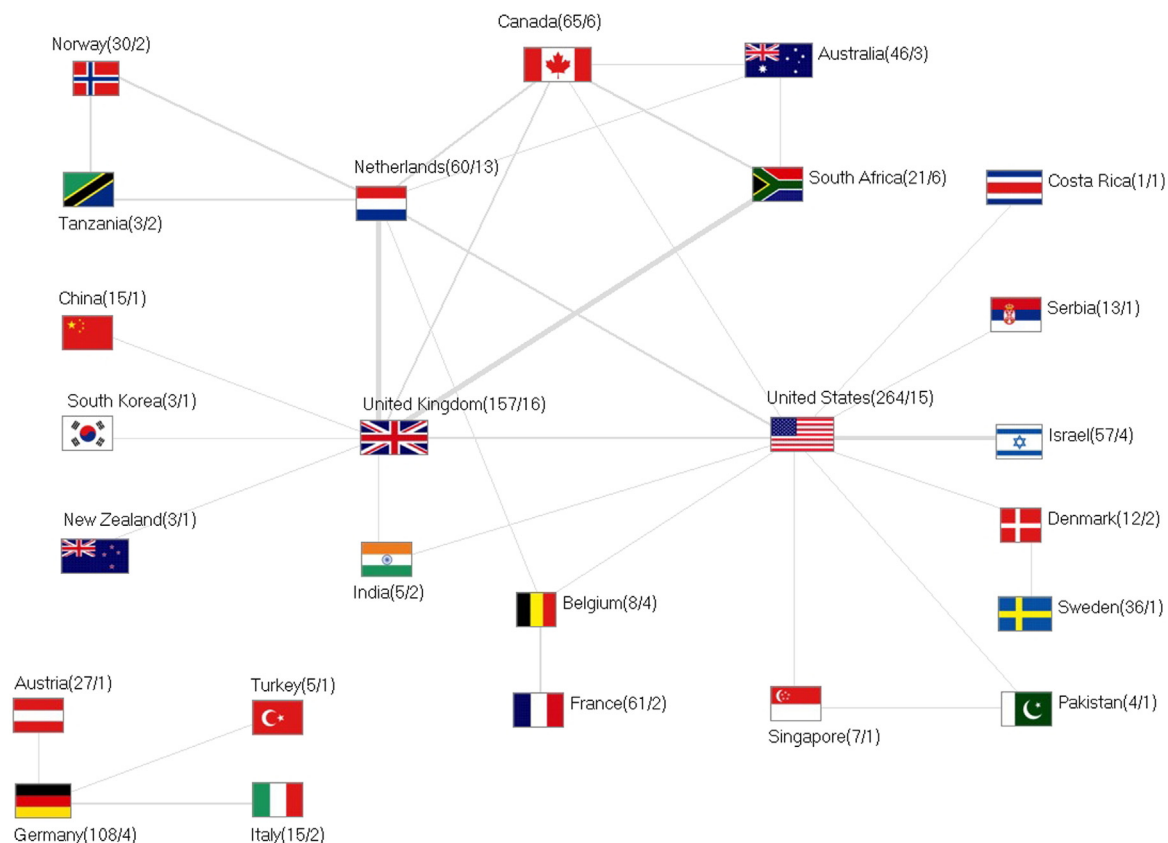 Canada(65/6)
Norway(30/2)
Australia(46/3)
Netherlands(60/13)
South Africa(21/6)
Costa Rica(1/1)
Tanzania(3/2)
China(15/1)
Serbia(13/1)
South Korea(3/1)
United Kingdom(157/16)
United States(264/15)
Israel(57/4)
New Zealand(3/1)
Denmark(12/2)
India(5/2)
Belgium(8/4)
Sweden(36/1)
Austria(27/1)
Turkey(5/1)
France(61/2)
Pakistan(4/1)
Singapore(7/1)
Germany(108/4)
Italy(15/2)